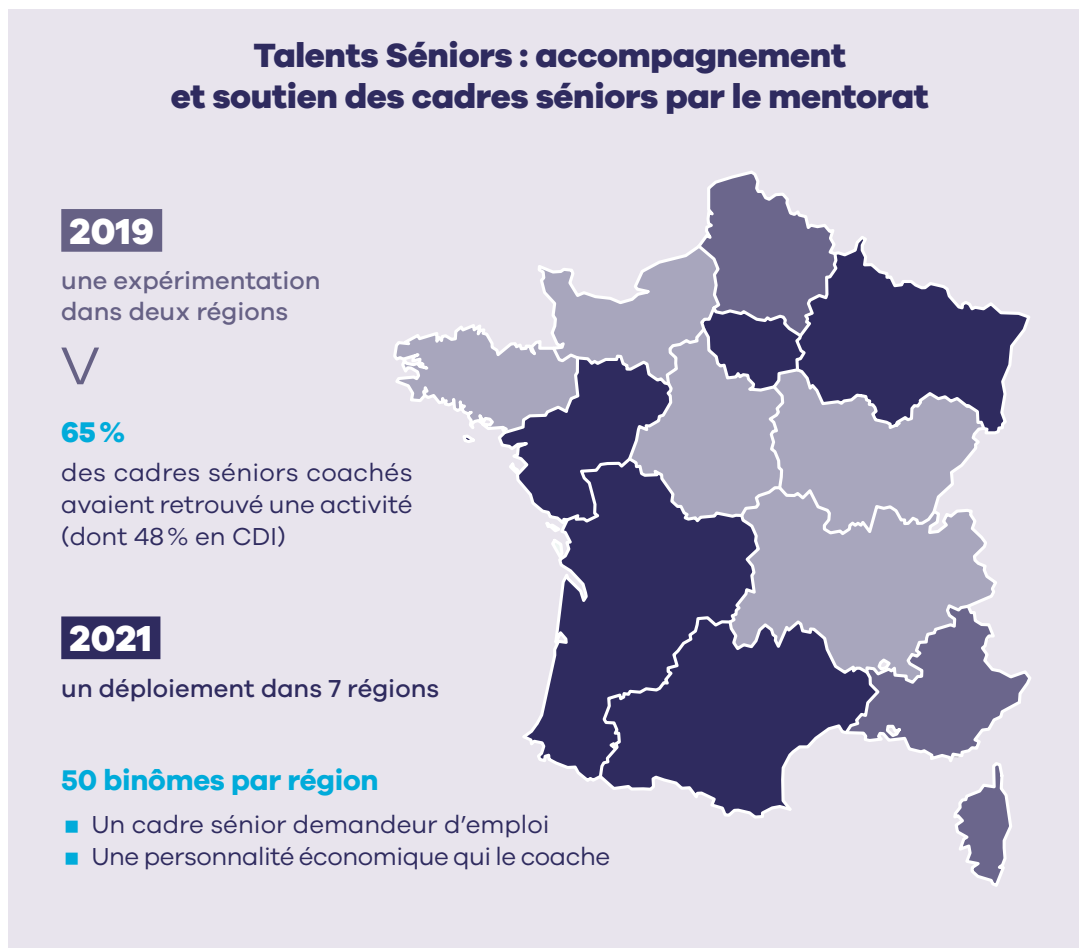 Talents Séniors : accompagnement
et soutien des cadres séniors par le mentorat
2019
une expérimentation
dans deux régions
65 %
des cadres séniors coachés
avaient retrouvé une activité
(dont 48 % en CDI)
2021
un déploiement dans 7 régions
50 binômes par région
Un cadre sénior demandeur d’emploi
Une personnalité économique qui le coache